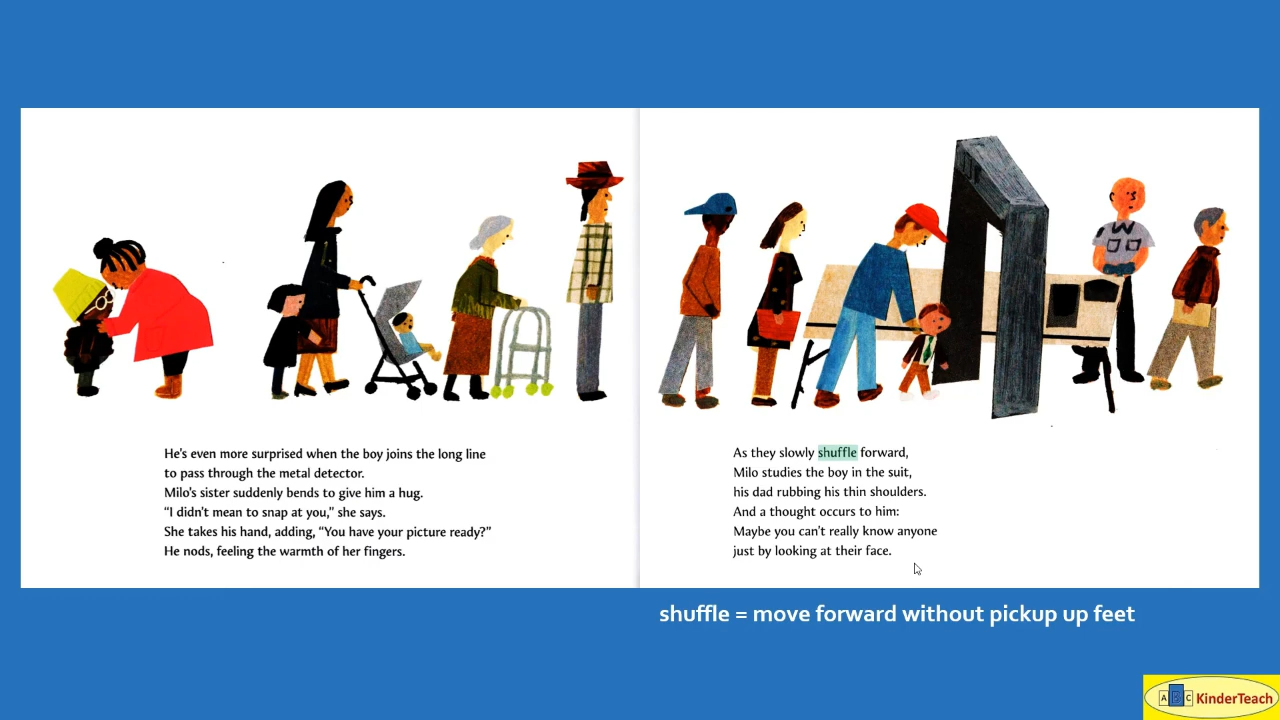 He's even more surprised when the boy joins the long line
to pass through the metal detector.
Milo's sister suddenly bends to give him a hug.
“I didn't mean to snap at you,” she says.
She takes his hand, adding, “You have your picture ready?”
He nods, feeling the warmth of her fingers.
As they slowly shuffle forward,
Milo studies the boy in the suit,
his dad rubbing his thin shoulders.
And a thought occurs to him:
Maybe you can't really know anyone
just by looking at their face.
shuffle = move forward without pickup up feet
ABC KinderTeach